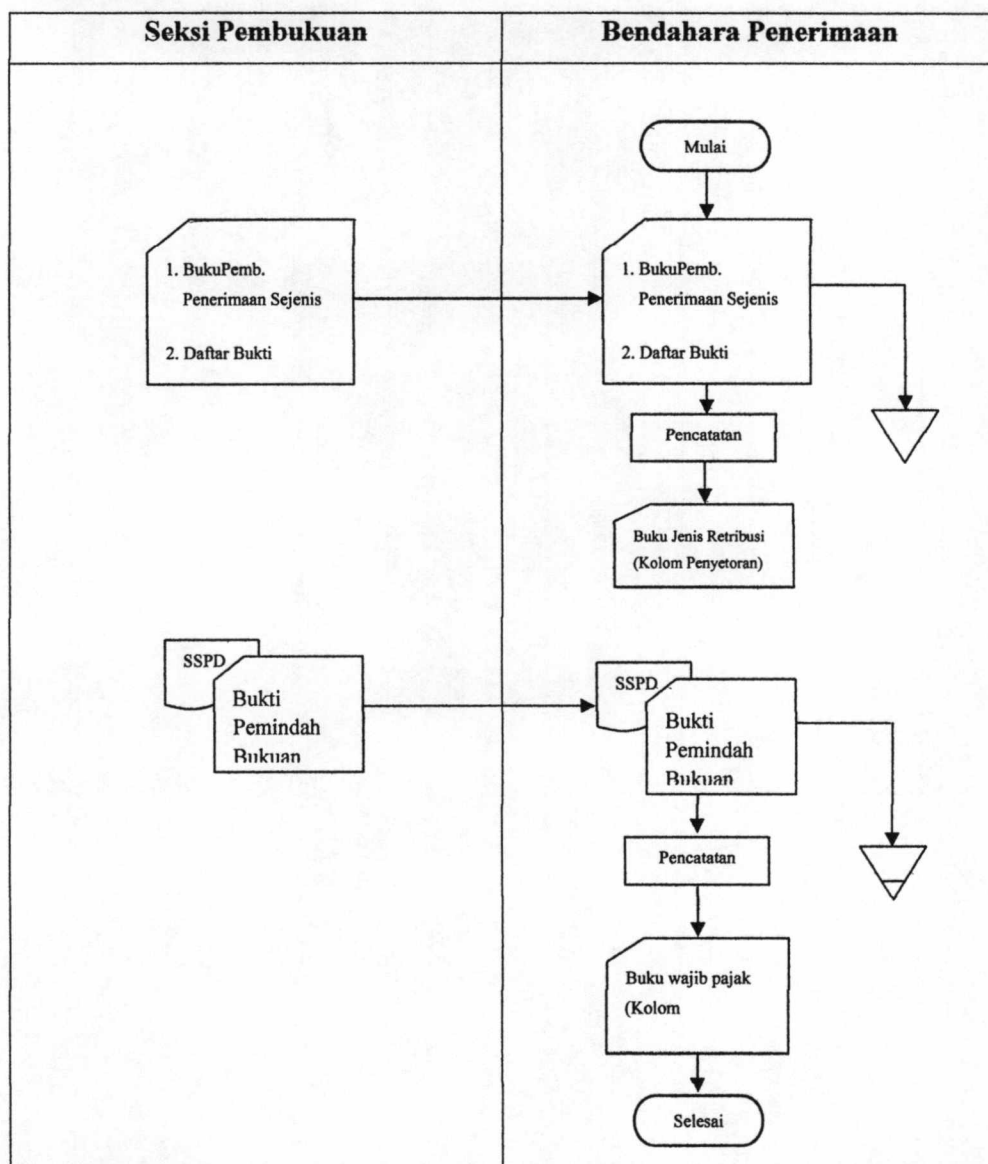 Seksi Pembukuan
Bendahara Penerimaan
Mulai
1. BukuPemb.
Penerimaan Sejenis
2. Daftar Bukti
1. BukuPemb.
Penerimaan Sejenis
2. Daftar Bukti
Pencatatan
Buku Jenis Retribusi
(Kolom Penyetoran)
SSPD
Bukti
Pemindah
Bukuan
SSPD
Bukti
Pemindah
Bukuan
Pencatatan
Buku wajib pajak
(Kolom
Selesai